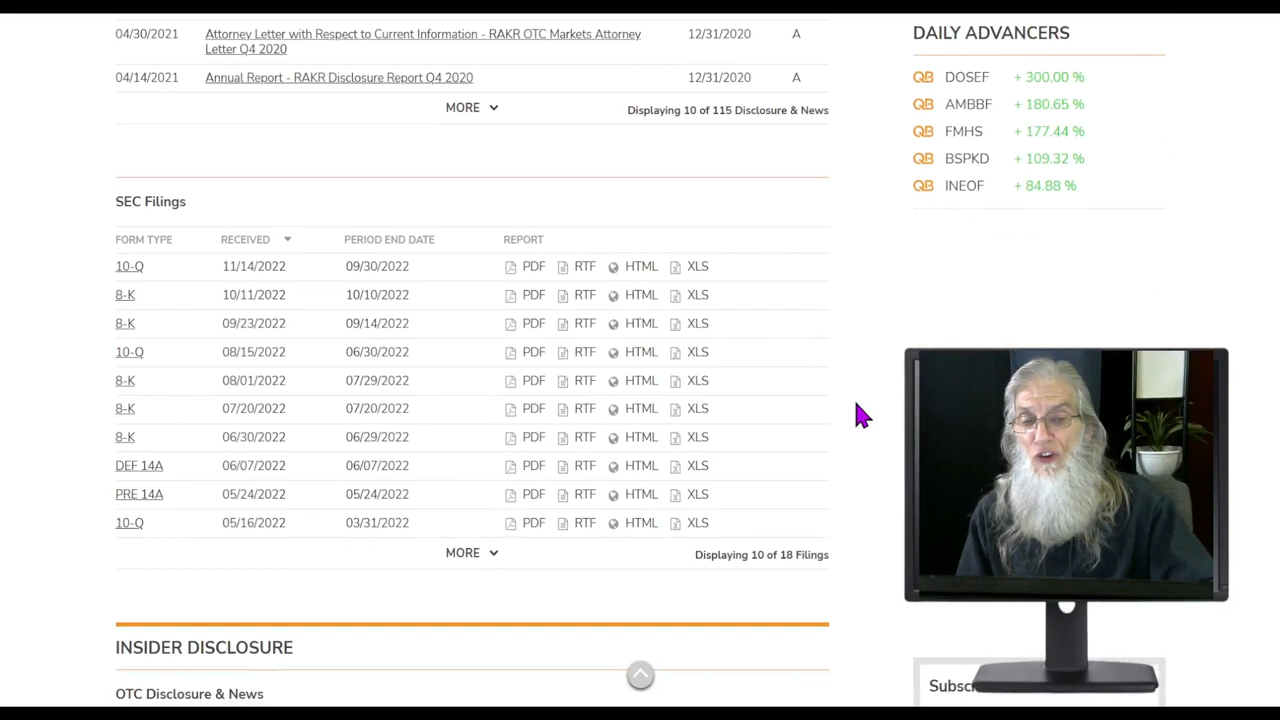 04/30/2021 Attorney Letter with Respect to Current Information - RAKR OTC Markets Attorney 12/31/2020 A
Letter Q4 2020
04/14/2021 Annual Report - RAKR Disclosure Report Q4 2020 12/31/2020 A
MORE
Displaying 10 of 115 Disclosure & News
SEC Filings
FORM TYPE RECEIVED PERIOD END DATE REPORT
10-Q 11/14/2022 09/30/2022 PDF RTF HTML XLS
8-K 10/11/2022 10/10/2022 PDF RTF HTML XLS
8-K 09/23/2022 09/14/2022 PDF RTF HTML XLS
10-Q 08/15/2022 06/30/2022 PDF RTF HTML XLS
8-K 08/01/2022 07/29/2022 PDF RTF HTML XLS
8-K 07/20/2022 07/20/2022 PDF RTF HTML XLS
8-K 06/30/2022 06/29/2022 PDF RTF HTML XLS
DEF 14A 06/07/2022 06/07/2022 PDF RTF HTML XLS
PRE 14A 05/24/2022 05/24/2022 PDF RTF HTML XLS
10-Q 05/16/2022 03/31/2022 PDF RTF HTML XLS
MORE
Displaying 10 of 18 Filings
INSIDER DISCLOSURE
OTC Disclosure & News
DAILY ADVANCERS
QB DOSEF + 300.00 %
QB AMBBF + 180.65 %
QB FMHS + 177.44 %
QB BSPKD + 109.32 %
QB INEOF + 84.88 %